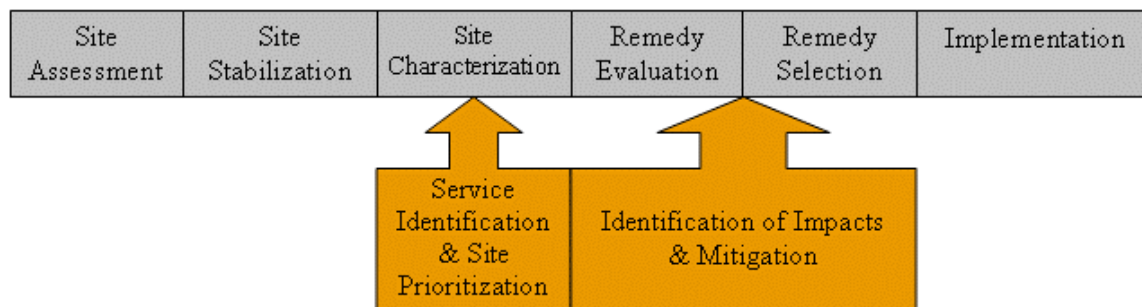 Site
Assessment
Site
Stabilization
Site
Characterization
Remedy
Evaluation
Remedy
Selection
Implementation
Service
Identification
& Site
Prioritization
Identification of Impacts
& Mitigation